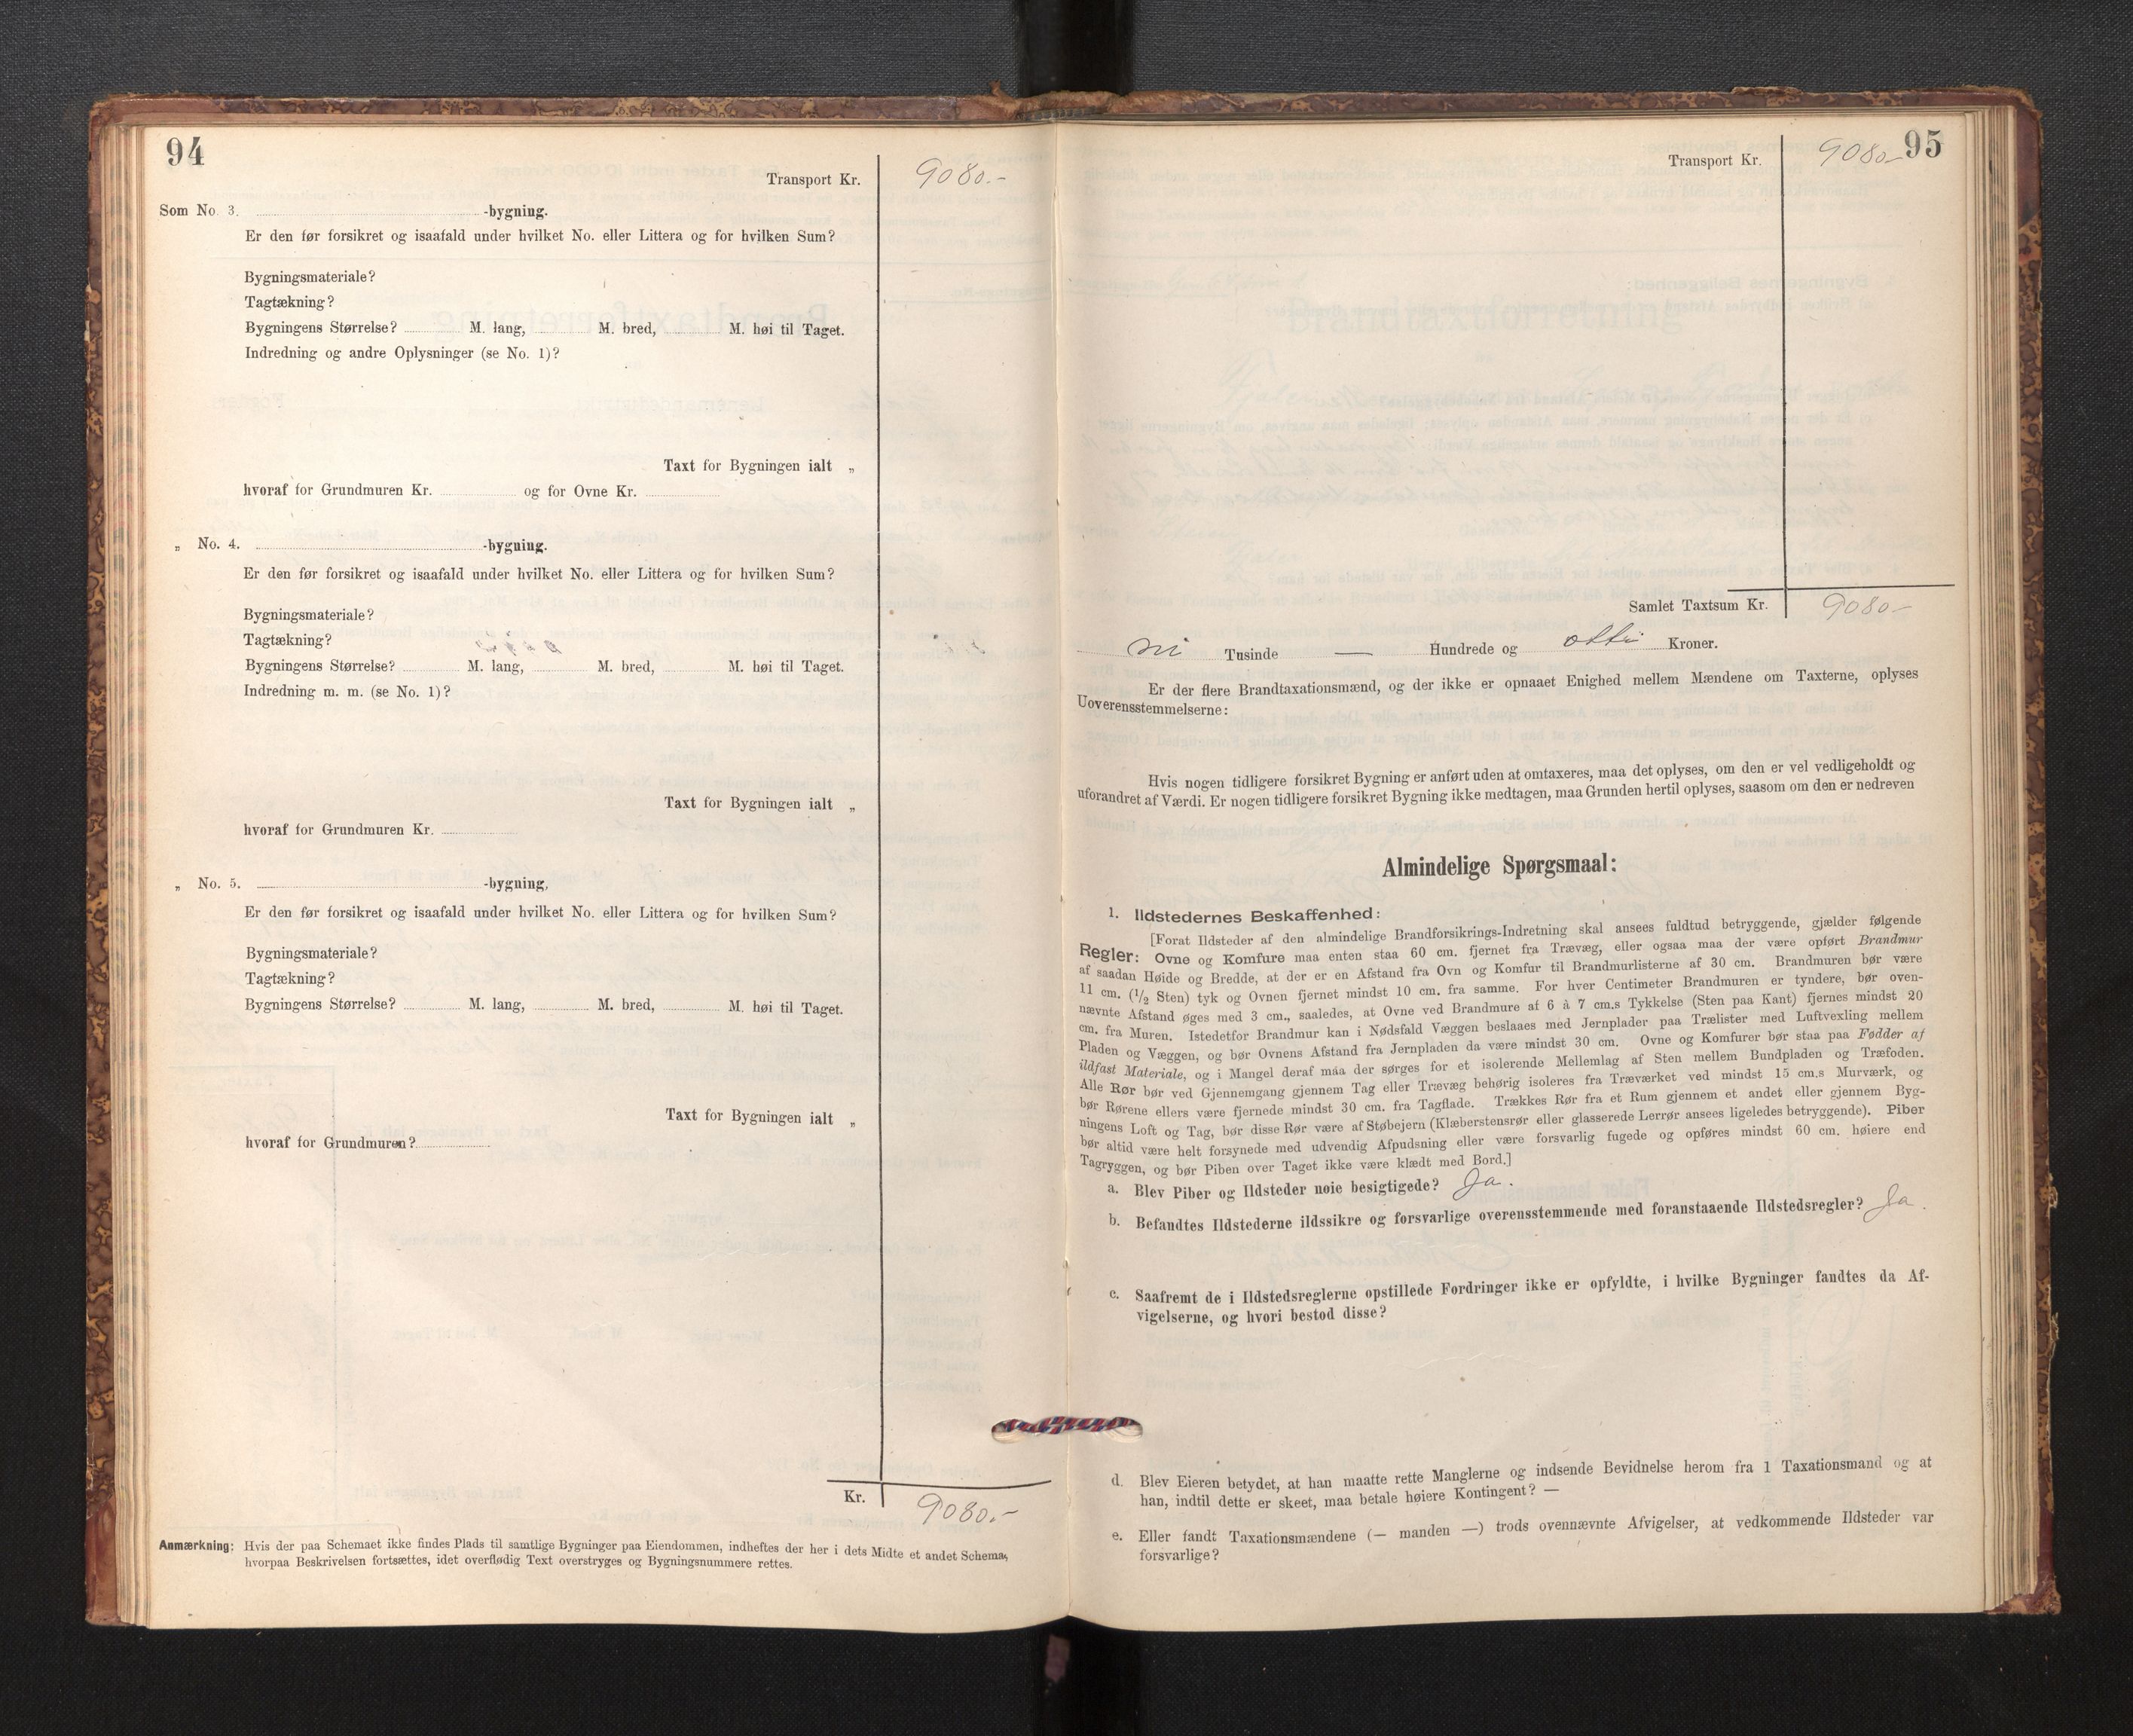 94
Transport Kr. 9080.-
Som No. 3. -bygning.
Er den før forsikret og isaafald under hvilket No. eller Littera og for hvilken Sum?
Bygningsmateriale?
Tagtækning?
Bygningens Størrelse? M. lang, M. bred, M. høi til Taget.
Indredning og andre Oplysninger (se No. 1)?
Taxt for Bygningen ialt „
hvoraf for Grundmuren Kr. og for Ovne Kr.
„ No. 4. -bygning.
Er den før forsikret og isaafald under hvilket No. eller Littera og for hvilken Sum?
Bygningsmateriale?
Tagtækning?
Bygningens Størrelse? M. lang, M. bred, M. høi til Taget.
Indredning m. m. (se No. 1)?
Taxt for Bygningen ialt „
hvoraf for Grundmuren Kr.
„ No. 5. -bygning,
Er den før forsikret og isaafald under hvilket No. eller Littera og for hvilken Sum?
Bygningsmateriale?
Tagtækning?
Bygningens Størrelse? M. lang, M. bred, M. høi til Taget.
Taxt for Bygningen ialt „
hvoraf for Grundmuren?
Kr. 9080.-
Anmærkning: Hvis der paa Schemaet ikke findes Plads til samtlige Bygninger paa Eiendommen, indheftes der her i dets Midte et andet Schema,
hvorpaa Beskrivelsen fortsættes, idet overflødig Text overstryges og Bygningsnummere rettes.
95
Transport Kr. 9080-
Samlet Taxtsum Kr. 9080-
ni Tusinde — Hundrede og otti Kroner.
Er der flere Brandtaxationsmænd, og der ikke er opnaaet Enighed mellem Mændene om Taxterne, oplyses
Uoverensstemmelserne:
Hvis nogen tidligere forsikret Bygning er anført uden at omtaxeres, maa det oplyses, om den er vel vedligeholdt og
uforandret af Værdi. Er nogen tidligere forsikret Bygning ikke medtagen, maa Grunden hertil oplyses, saasom om den er nedreven
Almindelige Spørgsmaal:
1. Ildstedernes Beskaffenhed:
[Forat Ildsteder af den almindelige Brandforsikrings-Indretning skal ansees fuldtud betryggende, gjælder følgende
Regler: Ovne og Komfure maa enten staa 60 cm. fjernet fra Trævæg, eller ogsaa maa der være opført Brandmur
af saadan Høide og Bredde, at der er en Afstand fra Ovn og Komfur til Brandmurlisterne af 30 cm. Brandmuren bør være
11 cm. (1/2 Sten) tyk og Ovnen fjernet mindst 10 cm. fra samme. For hver Centimeter Brandmuren er tyndere, bør oven-
nævnte Afstand øges med 3 cm., saaledes, at Ovne ved Brandmure af 6 à 7 cm.s Tykkelse (Sten paa Kant) fjernes mindst 20
cm. fra Muren. Istedetfor Brandmur kan i Nødsfald Væggen beslaaes med Jernplader paa Trælister med Luftvexling mellem
Pladen og Væggen, og bør Ovnens Afstand fra Jernpladen da være mindst 30 cm. Ovne og Komfurer bør staa paa Fødder af
ildfast Materiale, og i Mangel deraf maa der sørges for et isolerende Mellemlag af Sten mellem Bundpladen og Træfoden.
Alle Rør bør ved Gjennemgang gjennem Tag eller Trævæg behørig isoleres fra Træværket ved mindst 15 cm.s Murværk, og
bør Rørene ellers være fjernede mindst 30 cm. fra Tagflade. Trækkes Rør fra et Rum gjennem et andet eller gjennem Byg-
ningens Loft og Tag, bør disse Rør være af Støbejern (Klæberstensrør eller glasserede Lerrør ansees ligeledes betryggende). Piber
bør altid være helt forsynede med udvendig Afpudsning eller være forsvarlig fugede og opføres mindst 60 cm. høiere end
Tagryggen, og bør Piben over Taget ikke være klædt med Bord.]
a. Blev Piber og Ildsteder nøie besigtigede? Ja.
b. Befandtes Ildstederne ildssikre og forsvarlige overensstemmende med foranstaaende Ildstedsregler? Ja.
c. Saafremt de i Ildstedsreglerne opstillede Fordringer ikke er opfyldte, i hvilke Bygninger fandtes da Af-
vigelserne, og hvori bestod disse?
d. Blev Eieren betydet, at han maatte rette Manglerne og indsende Bevidnelse herom fra 1 Taxationsmand og at
han, indtil dette er skeet, maa betale høiere Kontingent? —
e. Eller fandt Taxationsmændene (— manden —) trods ovennævnte Afvigelser, at vedkommende Ildsteder var
forsvarlige?